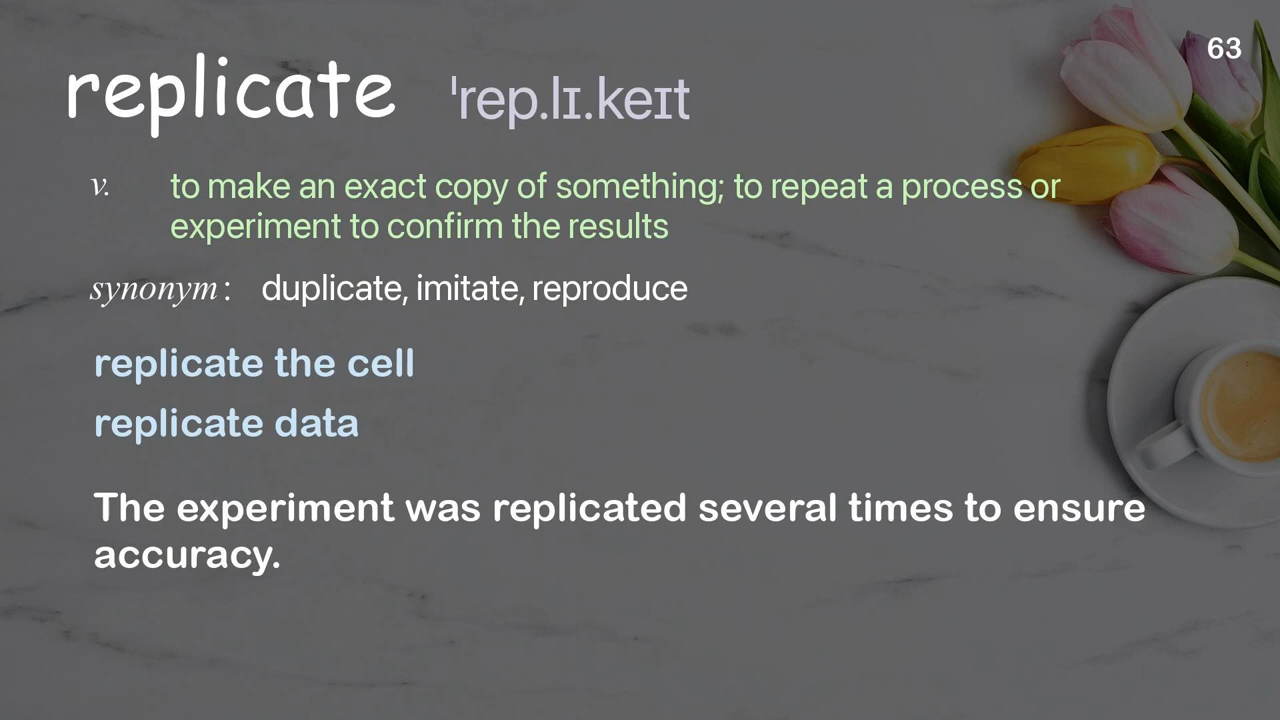 63
replicate ˈrep.lɪ.keɪt
v. to make an exact copy of something; to repeat a process or
experiment to confirm the results
synonym : duplicate, imitate, reproduce
replicate the cell
replicate data
The experiment was replicated several times to ensure
accuracy.